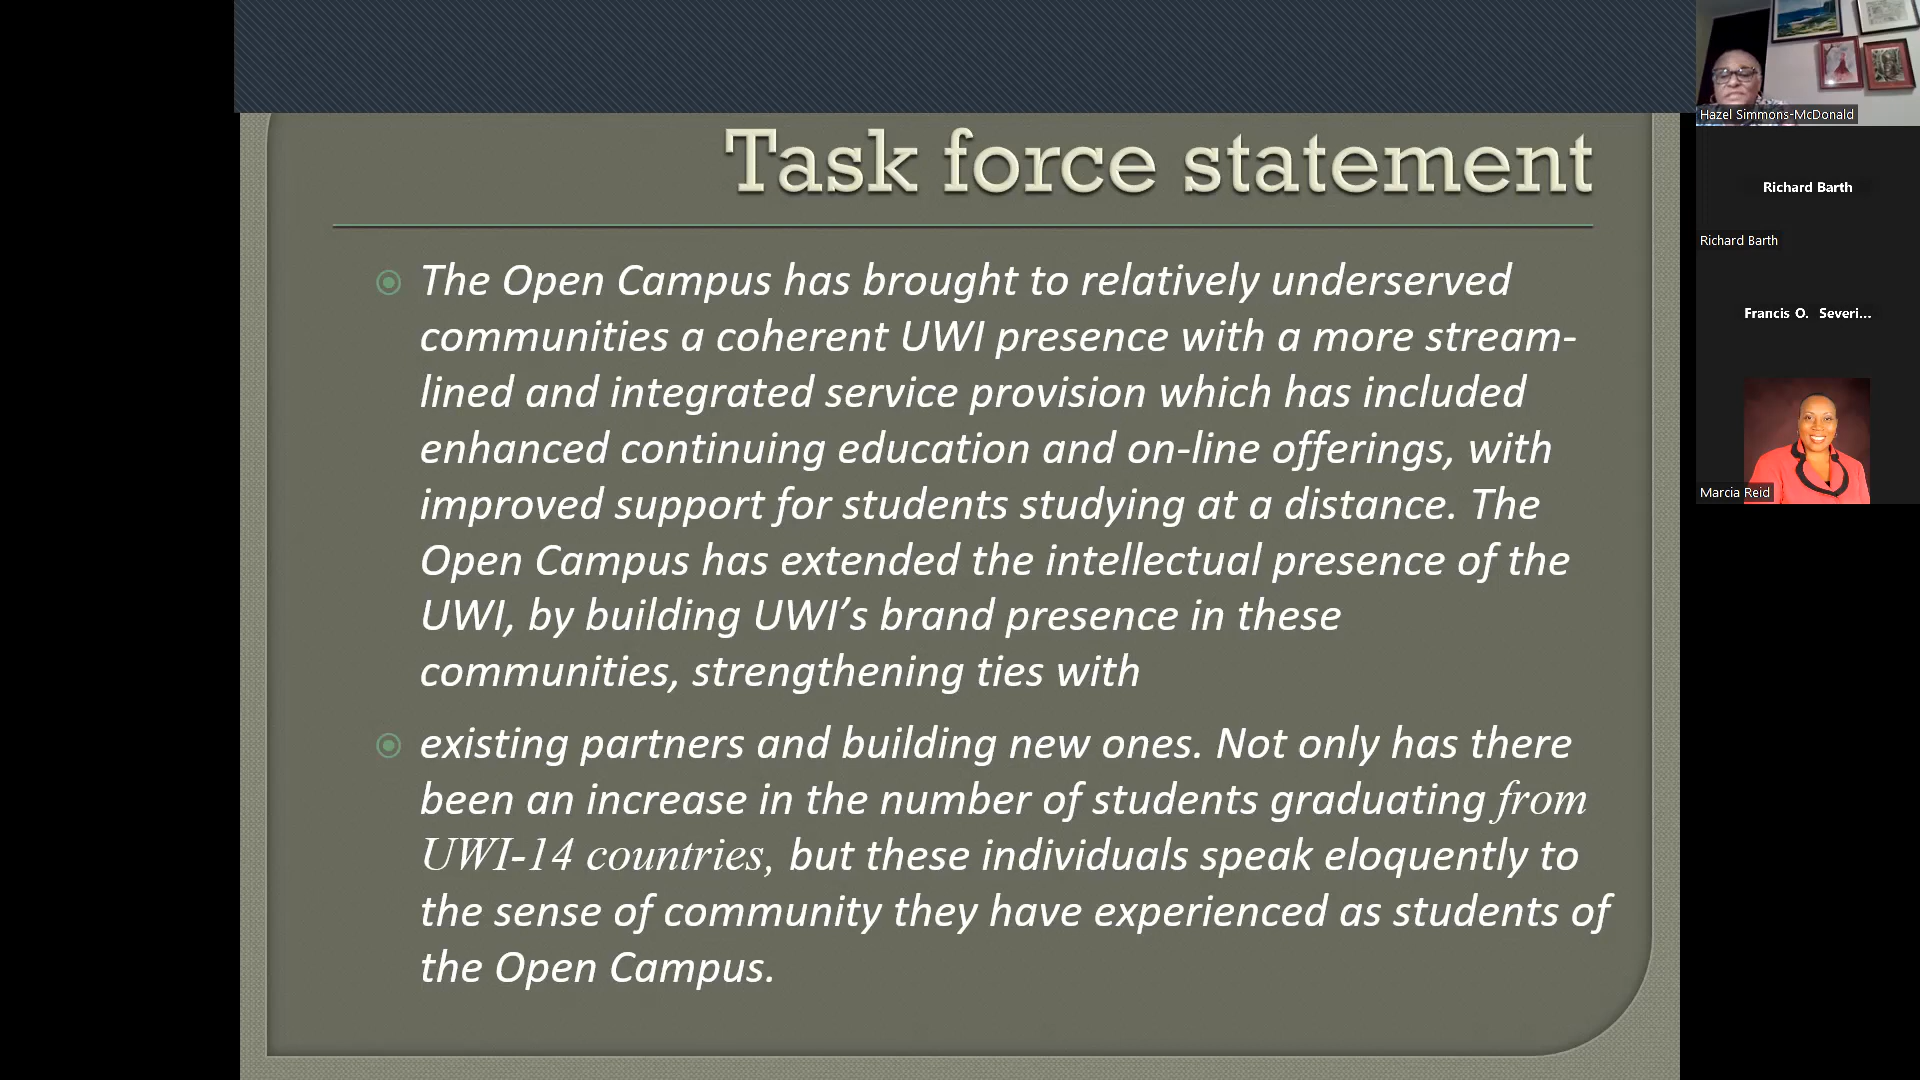 Task force statement
The Open Campus has brought to relatively underserved
communities a coherent UWI presence with a more stream-
lined and integrated service provision which has included
enhanced continuing education and on-line offerings, with
improved support for students studying at a distance. The
Open Campus has extended the intellectual presence of the
UWI, by building UWI’s brand presence in these
communities, strengthening ties with
existing partners and building new ones. Not only has there
been an increase in the number of students graduating from
UWI-14 countries, but these individuals speak eloquently to
the sense of community they have experienced as students of
the Open Campus.
Hazel Simmons-McDonald
Richard Barth
Richard Barth
Francis O. Severi...
Marcia Reid